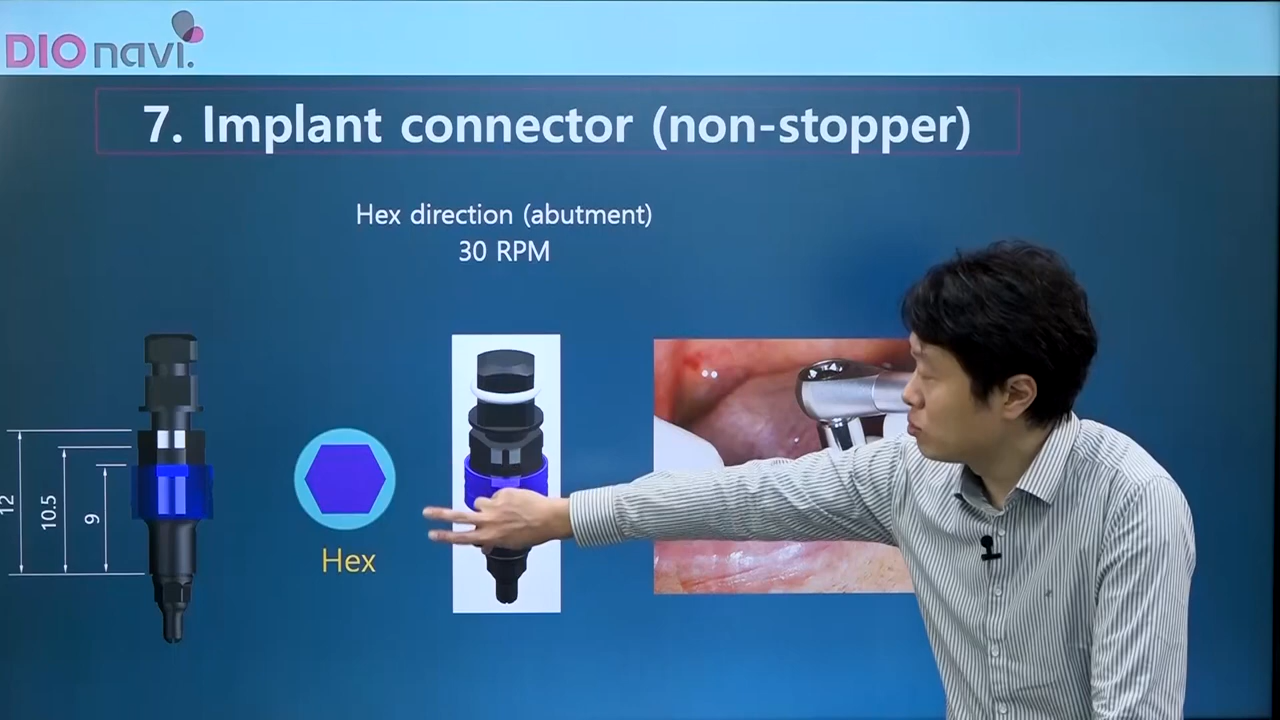 DIOnavi.
7. Implant connector (non-stopper)
Hex direction (abutment)
30 RPM
12
10.5
9
Hex